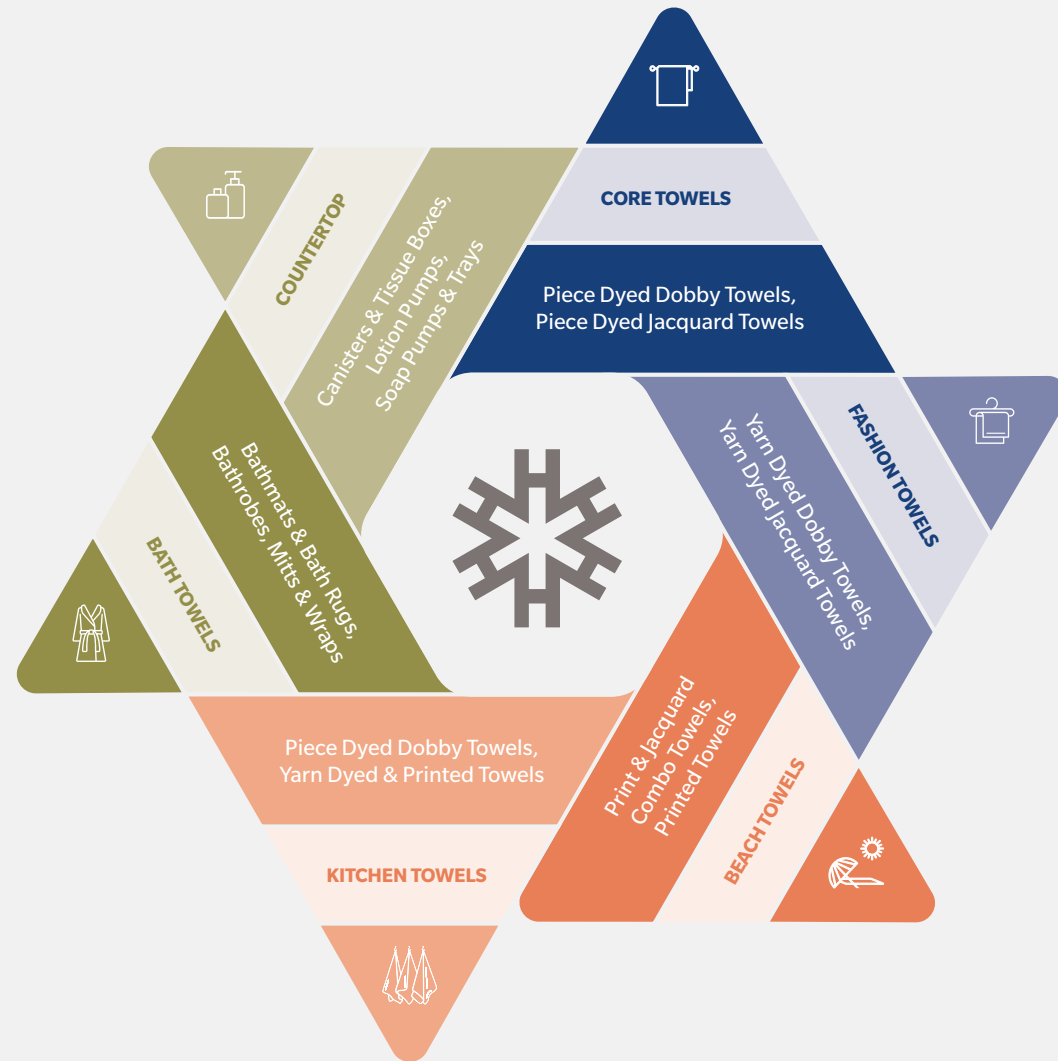 CORE TOWELS
Piece Dyed Dobby Towels,
Piece Dyed Jacquard Towels
FASHION TOWELS
Yarn Dyed Dobby Towels,
Yarn Dyed Jacquard Towels
BEACH TOWELS
Print & Jacquard
Combo Towels,
Printed Towels
KITCHEN TOWELS
Piece Dyed Dobby Towels,
Yarn Dyed & Printed Towels
BATH TOWELS
Bathmats & Bath Rugs,
Bathrobes, Mitts & Wraps
COUNTERTOP
Canisters & Tissue Boxes,
Lotion Pumps,
Soap Pumps & Trays